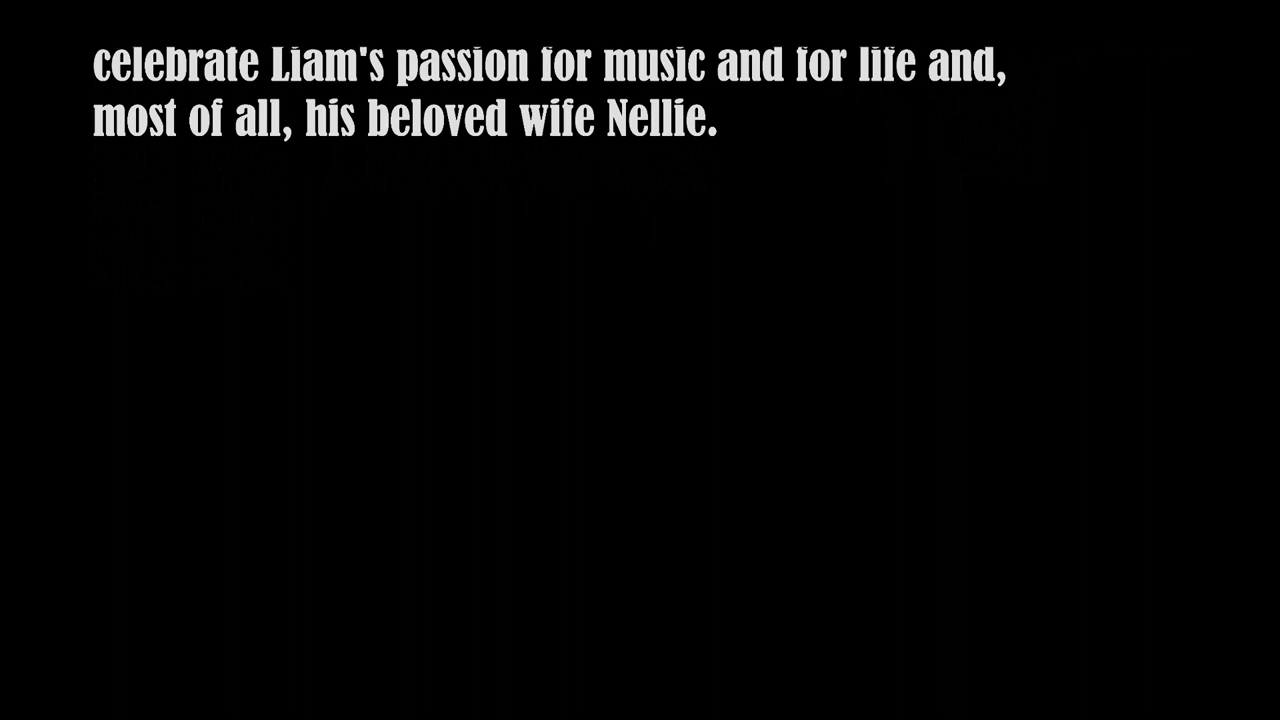 celebrate Liam's passion for music and for life and,
most of all, his beloved wife Nellie.